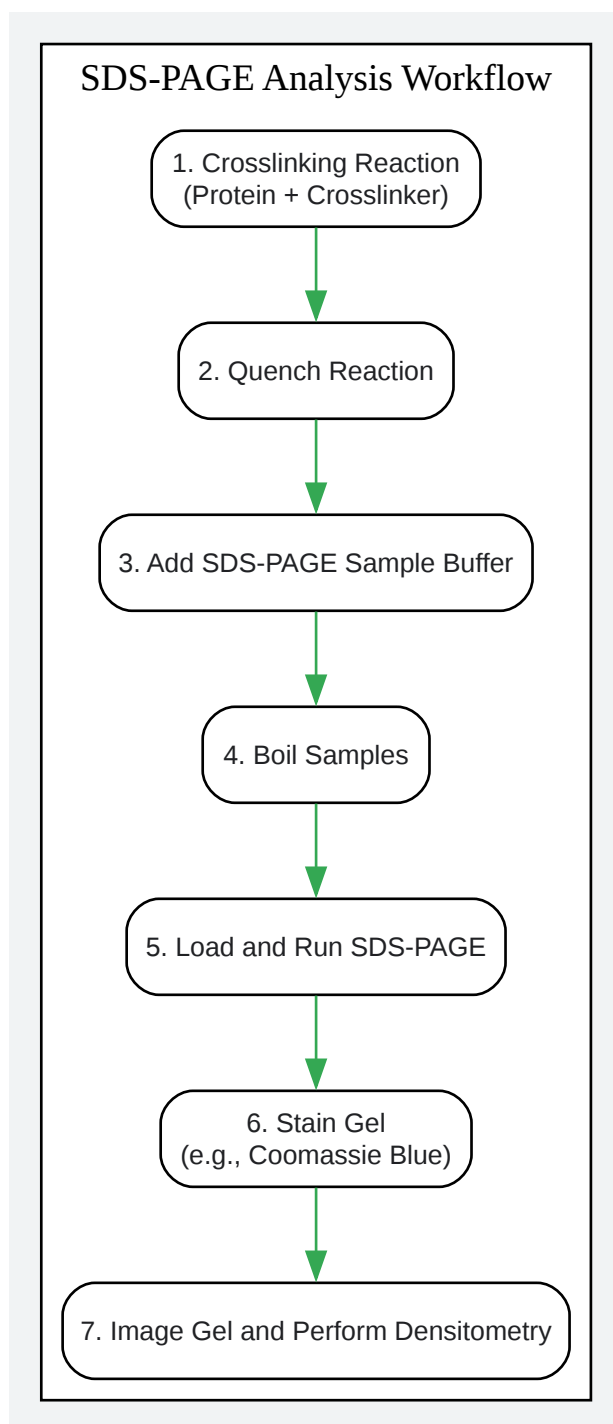 SDS-PAGE Analysis Workflow
1. Crosslinking Reaction
(Protein + Crosslinker)
2. Quench Reaction
3. Add SDS-PAGE Sample Buffer
4. Boil Samples
5. Load and Run SDS-PAGE
6. Stain Gel
(e.g., Coomassie Blue)
7. Image Gel and Perform Densitometry